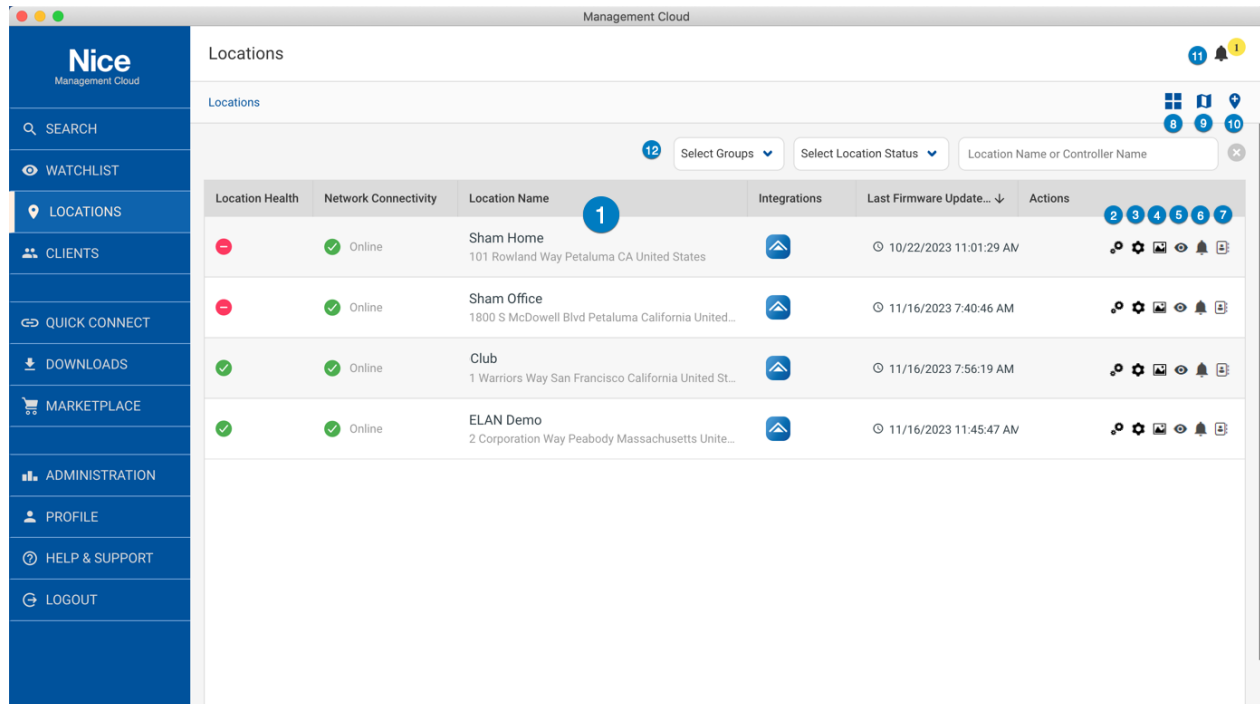 Management Cloud
Nice
Management Cloud
SEARCH
WATCHLIST
LOCATIONS
CLIENTS
QUICK CONNECT
DOWNLOADS
MARKETPLACE
ADMINISTRATION
PROFILE
HELP & SUPPORT
LOGOUT
Locations
11 1
Locations
8 9 10
12 Select Groups Select Location Status Location Name or Controller Name
Location Health Network Connectivity Location Name Integrations Last Firmware Update... Actions
1 2 3 4 5 6 7
Online Sham Home 10/22/2023 11:01:29 AM
101 Rowland Way Petaluma CA United States
Online Sham Office 11/16/2023 7:40:46 AM
1800 S McDowell Blvd Petaluma California United...
Online Club 11/16/2023 7:56:19 AM
1 Warriors Way San Francisco California United St...
Online ELAN Demo 11/16/2023 11:45:47 AM
2 Corporation Way Peabody Massachusetts Unite...